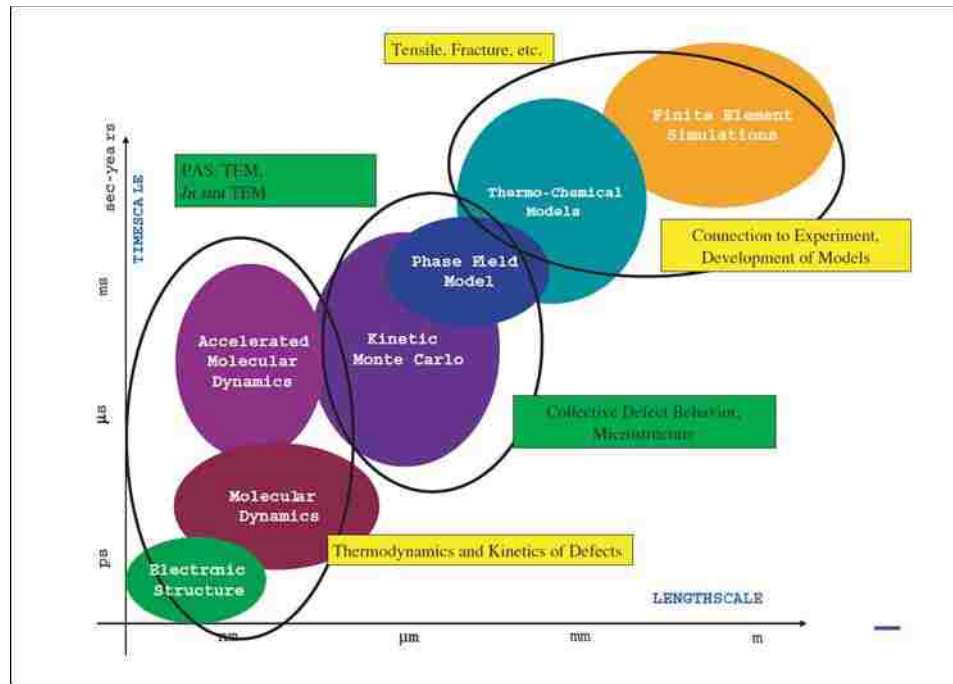 Tensile, Fracture, etc.
Finite Element
Simulations
sec-years
TIMESCALE
PAS, TEM,
In situ TEM
Thermo-Chemical
Models
Connection to Experiment,
Development of Models
Phase Field
Model
ms
Accelerated
Molecular
Dynamics
Kinetic
Monte Carlo
μs
Collective Defect Behavior,
Microstructure
Molecular
Dynamics
Thermodynamics and Kinetics of Defects
ps
Electronic
Structure
LENGTHSCALE
nm
μm
mm
m